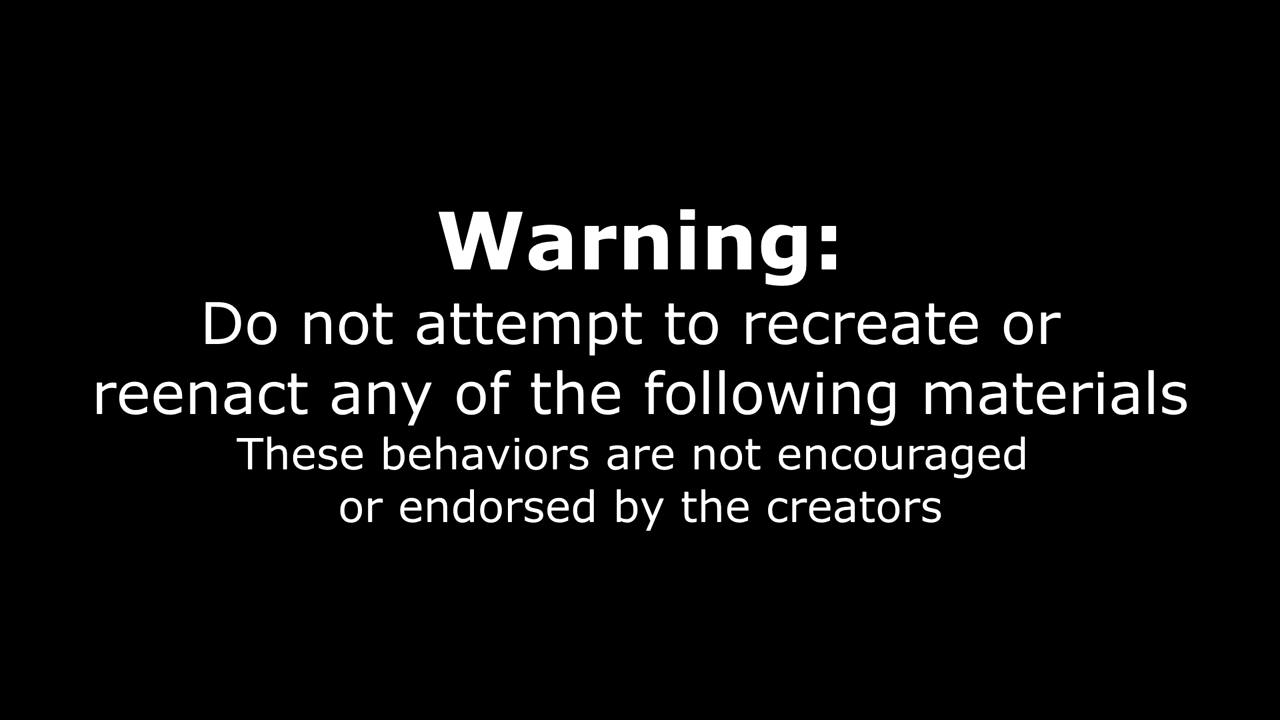 Warning:
Do not attempt to recreate or
reenact any of the following materials
These behaviors are not encouraged
or endorsed by the creators